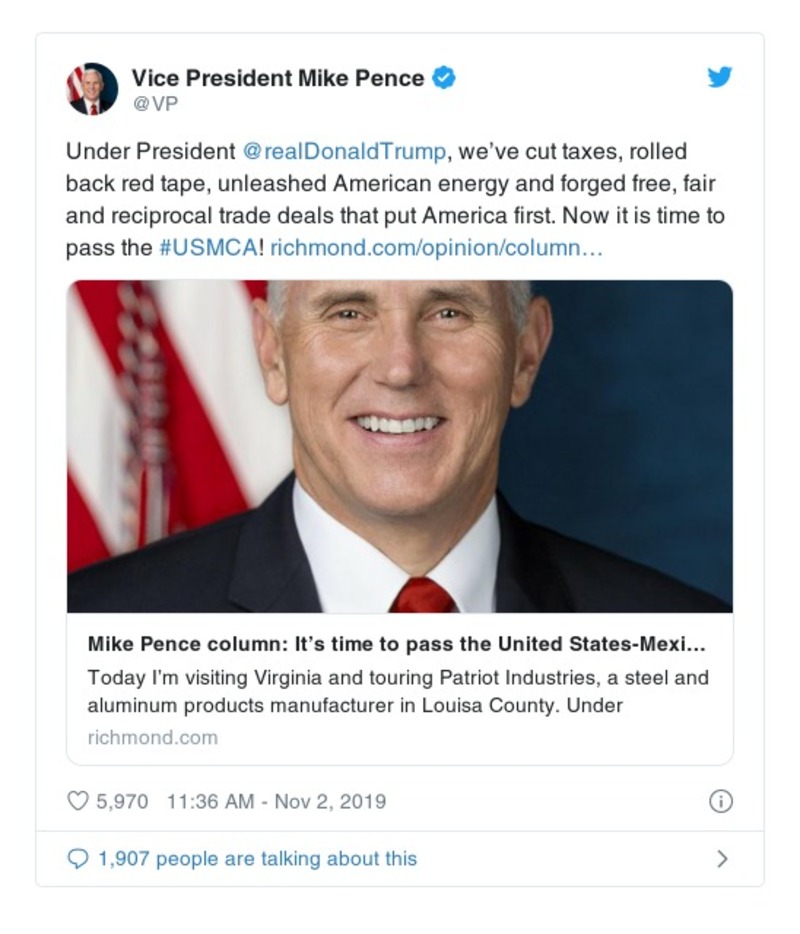 Vice President Mike Pence
@VP
Under President @realDonaldTrump, we’ve cut taxes, rolled
back red tape, unleashed American energy and forged free, fair
and reciprocal trade deals that put America first. Now it is time to
pass the #USMCA! richmond.com/opinion/column…
Mike Pence column: It’s time to pass the United States-Mexi…
Today I’m visiting Virginia and touring Patriot Industries, a steel and
aluminum products manufacturer in Louisa County. Under
richmond.com
5,970 11:36 AM - Nov 2, 2019
1,907 people are talking about this